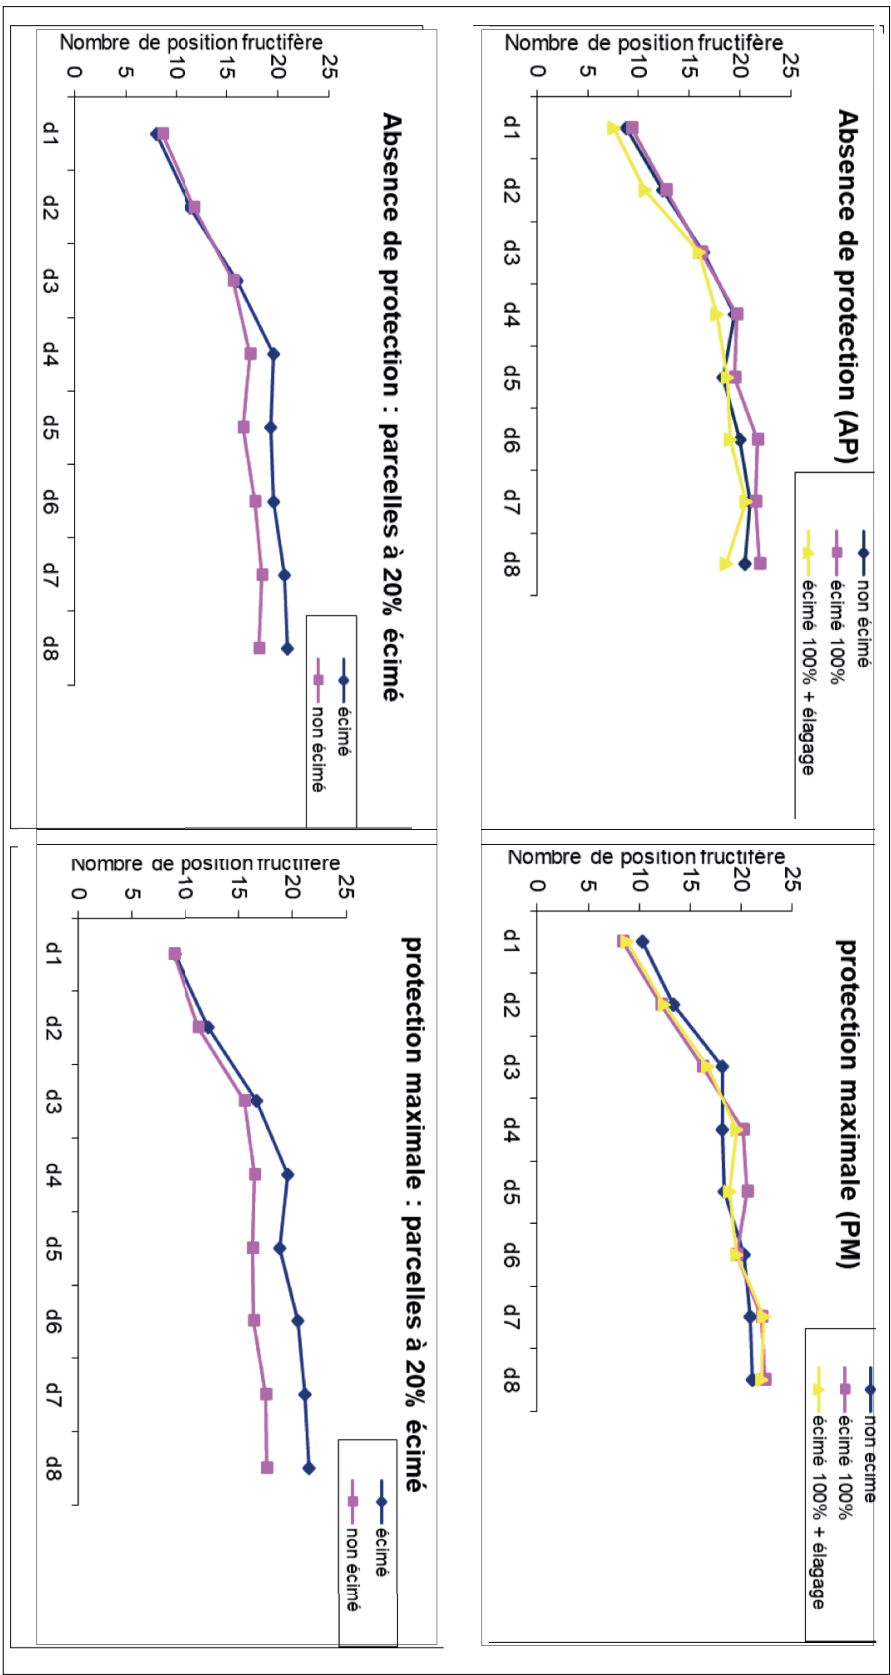 Absence de protection (AP)
Nombre de position fructifère
25
20
15
10
5
0
d1
d2
d3
d4
d5
d6
d7
d8
non écimé
écimé 100%
écimé 100% + élagage
protection maximale (PM)
Nombre de position fructifère
25
20
15
10
5
0
d1
d2
d3
d4
d5
d6
d7
d8
non ecime
écimé 100%
écimé 100% + élagage
Absence de protection : parcelles à 20% écimé
Nombre de position fructifère
25
20
15
10
5
0
d1
d2
d3
d4
d5
d6
d7
d8
écimé
non écimé
protection maximale : parcelles à 20% écimé
Nombre de position fructifère
25
20
15
10
5
0
d1
d2
d3
d4
d5
d6
d7
d8
écimé
non écimé